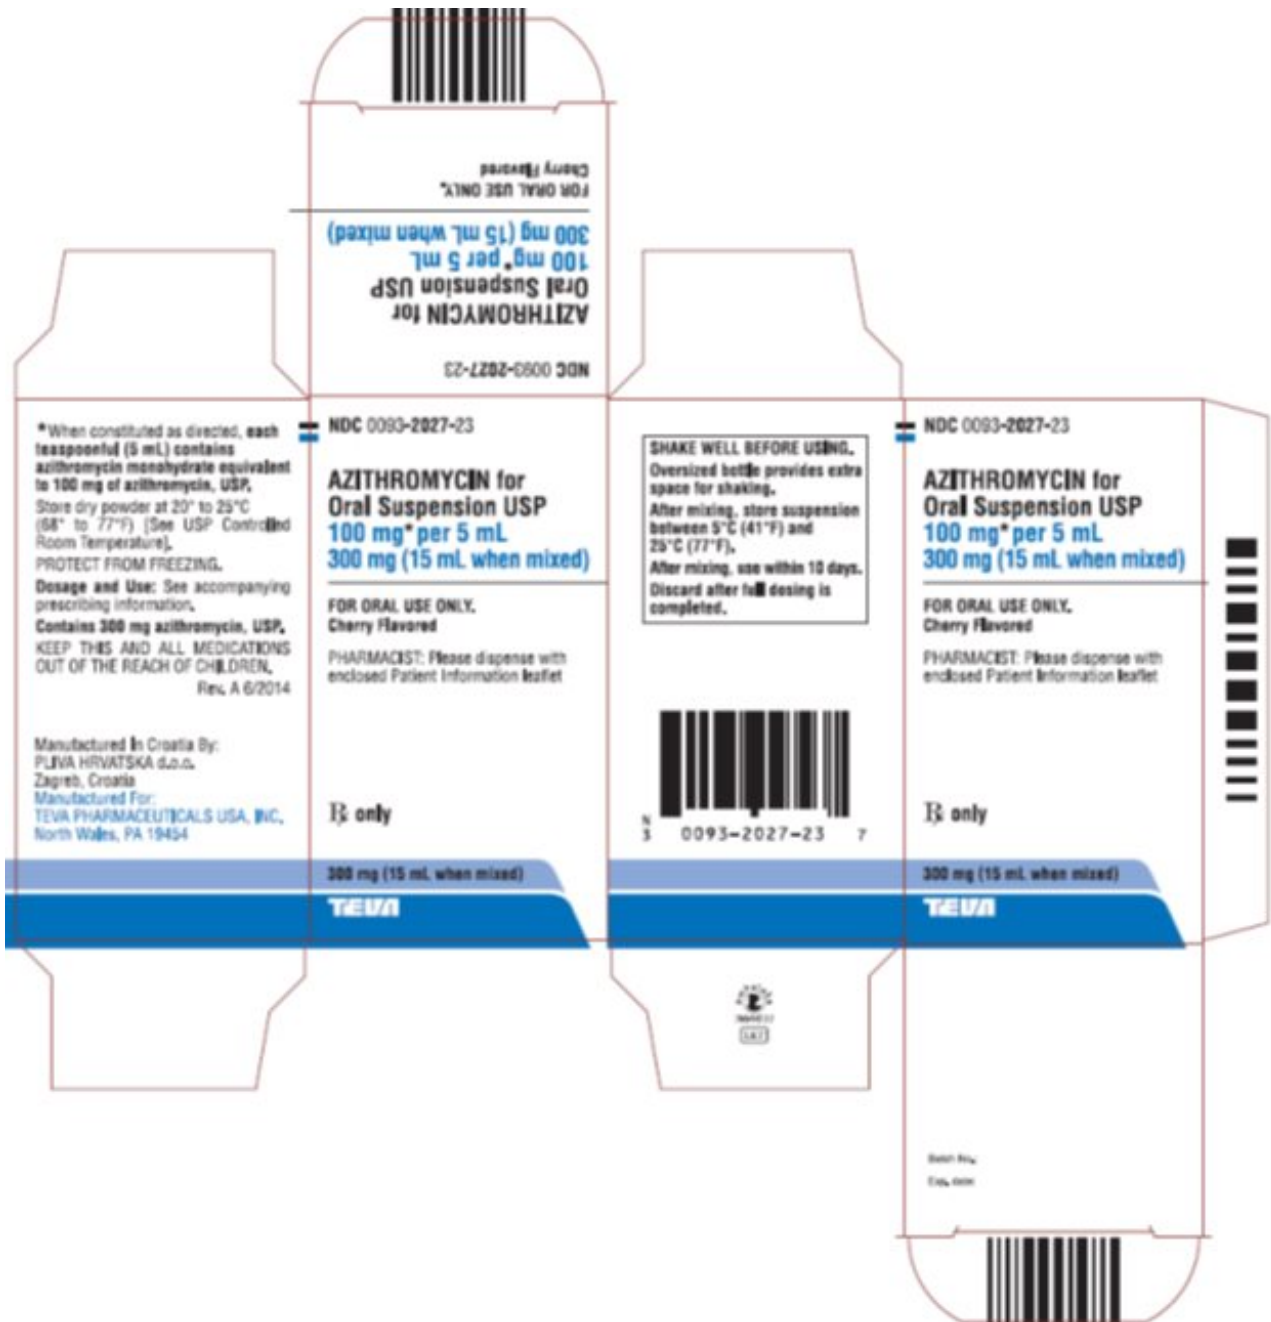 Cherry Flavored
FOR ORAL USE ONLY.
300 mg (15 mL when mixed)
100 mg* per 5 mL
Oral Suspension USP
AZITHROMYCIN for
NDC 0093-2027-23
*When constituted as directed, each
teaspoonful (5 mL) contains
azithromycin monohydrate equivalent
to 100 mg of azithromycin, USP.
Store dry powder at 20° to 25°C
(68° to 77°F) [See USP Controlled
Room Temperature].
PROTECT FROM FREEZING.
Dosage and Use: See accompanying
prescribing information.
Contains 300 mg azithromycin, USP.
KEEP THIS AND ALL MEDICATIONS
OUT OF THE REACH OF CHILDREN.
Rev. A 6/2014
Manufactured In Croatia By:
PLIVA HRVATSKA d.o.o.
Zagreb, Croatia
Manufactured For:
TEVA PHARMACEUTICALS USA, INC.
North Wales, PA 19454
NDC 0093-2027-23
AZITHROMYCIN for
Oral Suspension USP
100 mg* per 5 mL
300 mg (15 mL when mixed)
FOR ORAL USE ONLY.
Cherry Flavored
PHARMACIST: Please dispense with
enclosed Patient Information leaflet
℞ only
300 mg (15 mL when mixed)
TEVA
SHAKE WELL BEFORE USING.
Oversized bottle provides extra
space for shaking.
After mixing, store suspension
between 5°C (41°F) and
25°C (77°F).
After mixing, use within 10 days.
Discard after full dosing is
completed.
N
3 0093-2027-23 7
NDC 0093-2027-23
AZITHROMYCIN for
Oral Suspension USP
100 mg* per 5 mL
300 mg (15 mL when mixed)
FOR ORAL USE ONLY.
Cherry Flavored
PHARMACIST: Please dispense with
enclosed Patient Information leaflet
℞ only
300 mg (15 mL when mixed)
TEVA
Batch No.
Exp. date